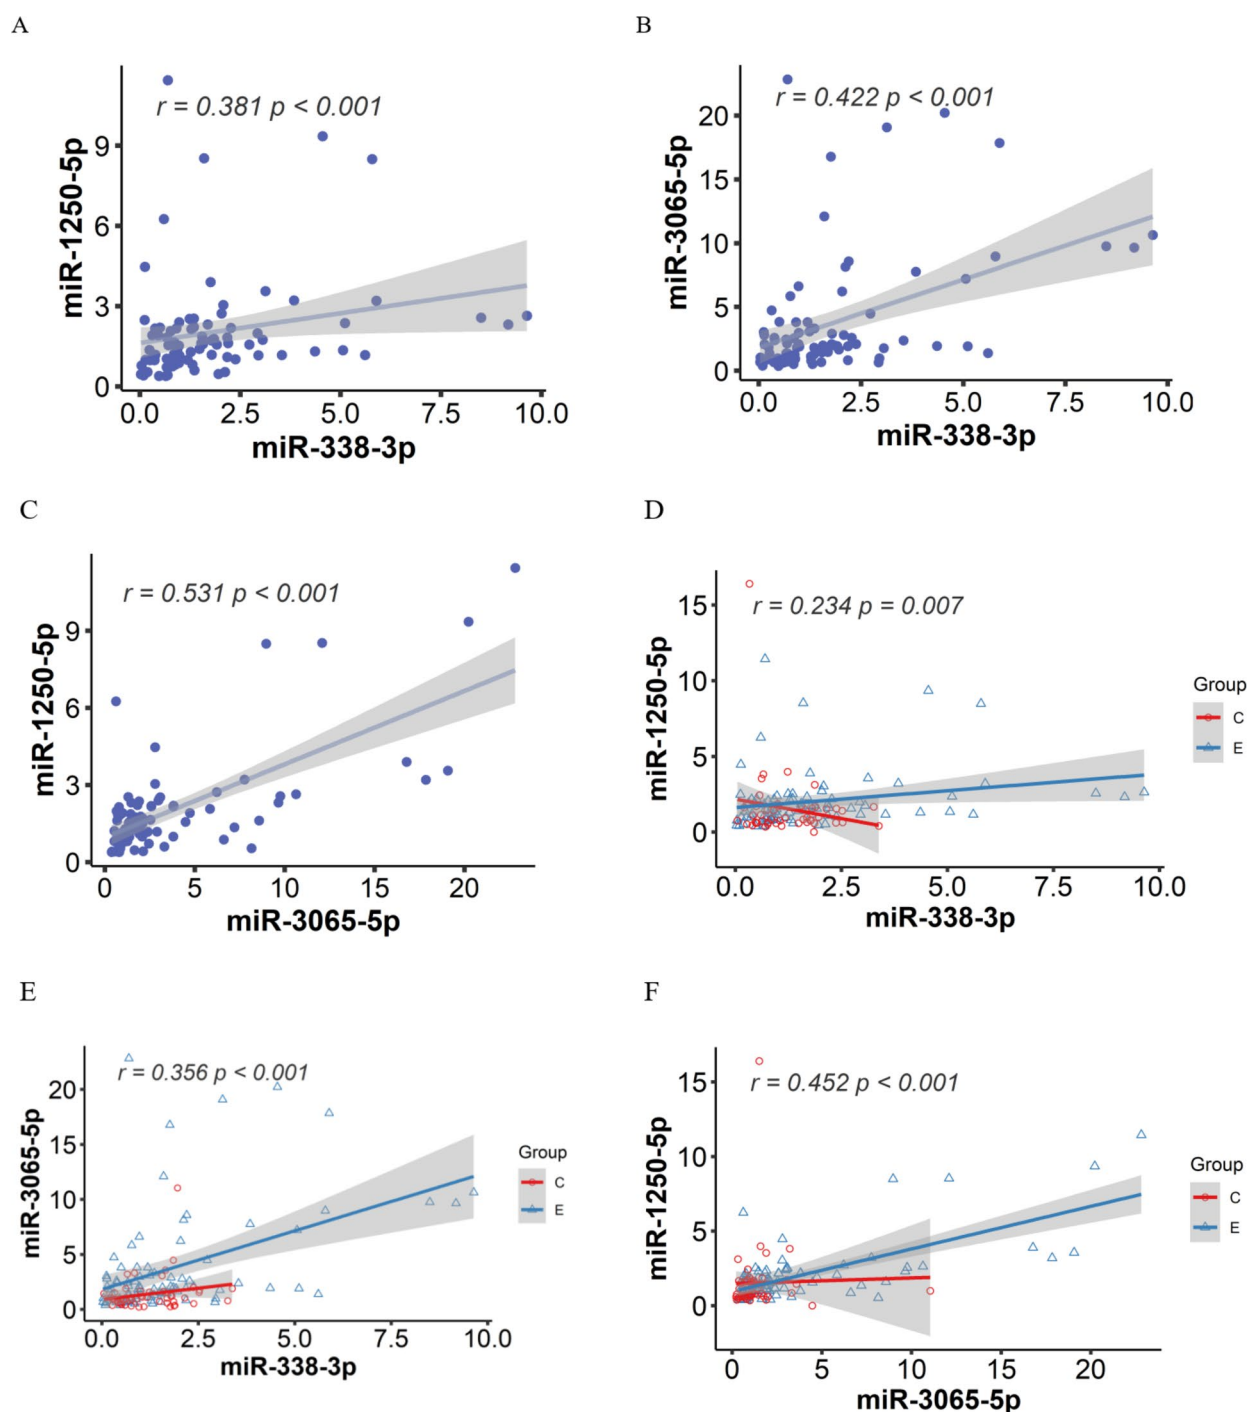 A
r = 0.381 p < 0.001
miR-1250-5p
9
6
3
0
0.0 2.5 5.0 7.5 10.0
miR-338-3p
B
r = 0.422 p < 0.001
miR-3065-5p
20
15
10
5
0
0.0 2.5 5.0 7.5 10.0
miR-338-3p
C
r = 0.531 p < 0.001
miR-1250-5p
9
6
3
0
0 5 10 15 20
miR-3065-5p
D
r = 0.234 p = 0.007
miR-1250-5p
15
10
5
0
0.0 2.5 5.0 7.5 10.0
miR-338-3p
Group
C
E
E
r = 0.356 p < 0.001
miR-3065-5p
20
15
10
5
0
0.0 2.5 5.0 7.5 10.0
miR-338-3p
Group
C
E
F
r = 0.452 p < 0.001
miR-1250-5p
15
10
5
0
0 5 10 15 20
miR-3065-5p
Group
C
E